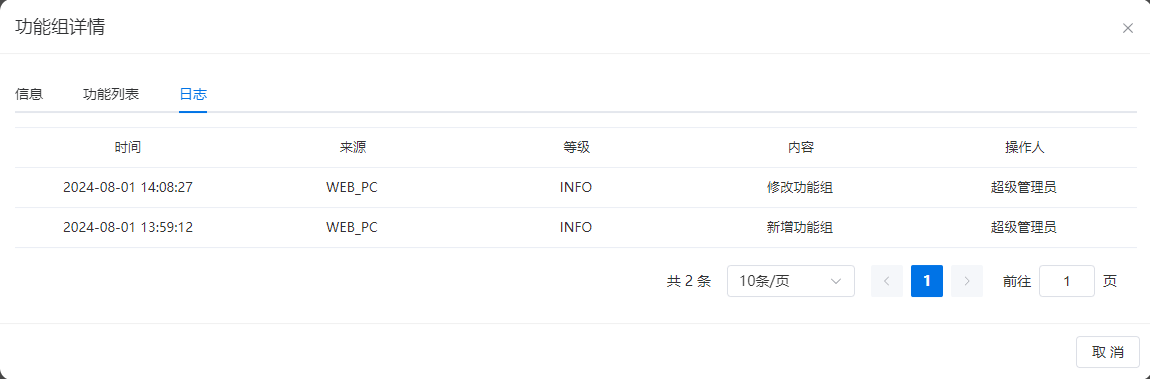 功能组详情
信息 功能列表 日志
时间 来源 等级 内容 操作人
2024-08-01 14:08:27 WEB_PC INFO 修改功能组 超级管理员
2024-08-01 13:59:12 WEB_PC INFO 新增功能组 超级管理员
共 2 条 10条/页 1 前往 1 页
取 消